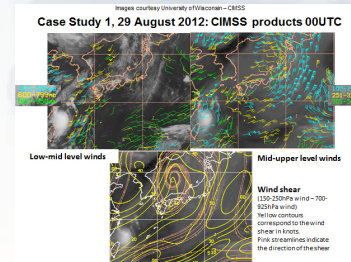 Images courtesy University of Wisconsin – CIMSS
Case Study 1, 29 August 2012: CIMSS products 00UTC
Low-mid level winds
Mid-upper level winds
Wind shear
(150-250hPa wind – 700-
925hPa wind)
Yellow contours
correspond to the wind
shear in knots.
Pink streamlines indicate
the direction of the shear